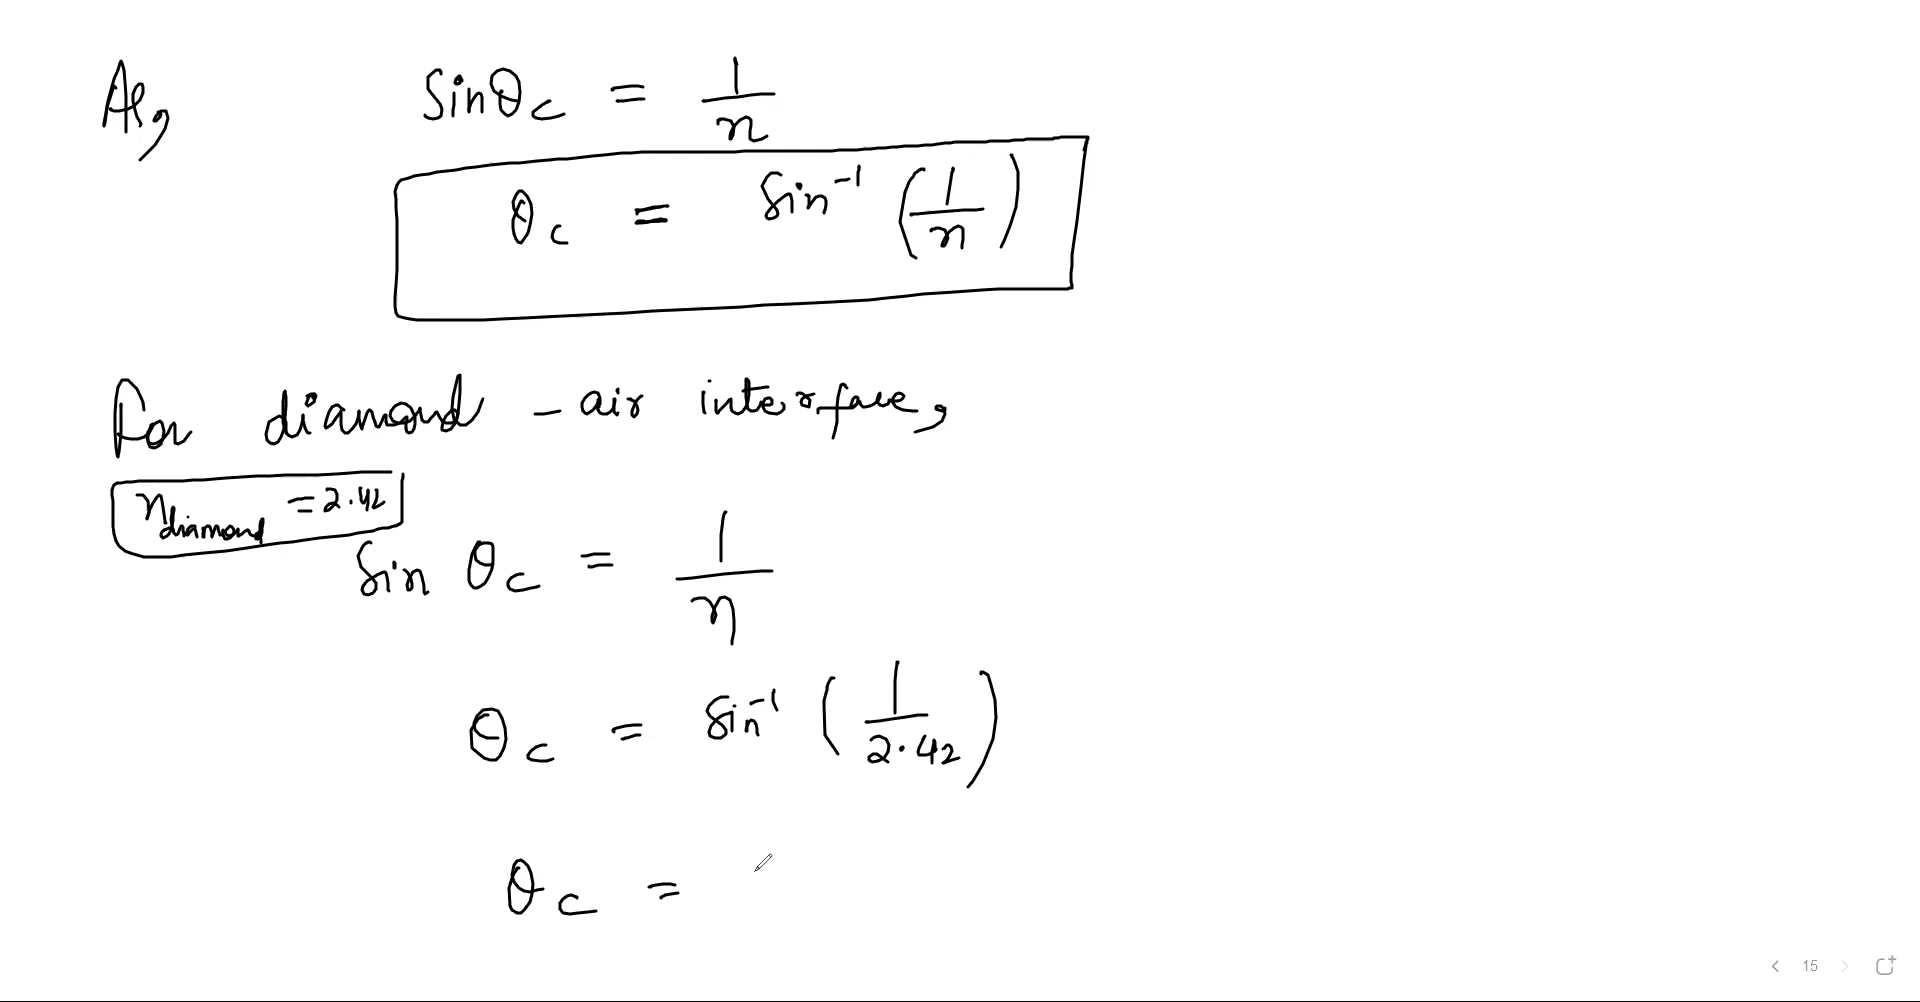 As, sinθc = 1/n
θc = sin⁻¹ (1/n)
For diamond - air interface,
n diamond = 2.42
sin θc = 1/n
θc = sin⁻¹ (1/2.42)
θc =
15